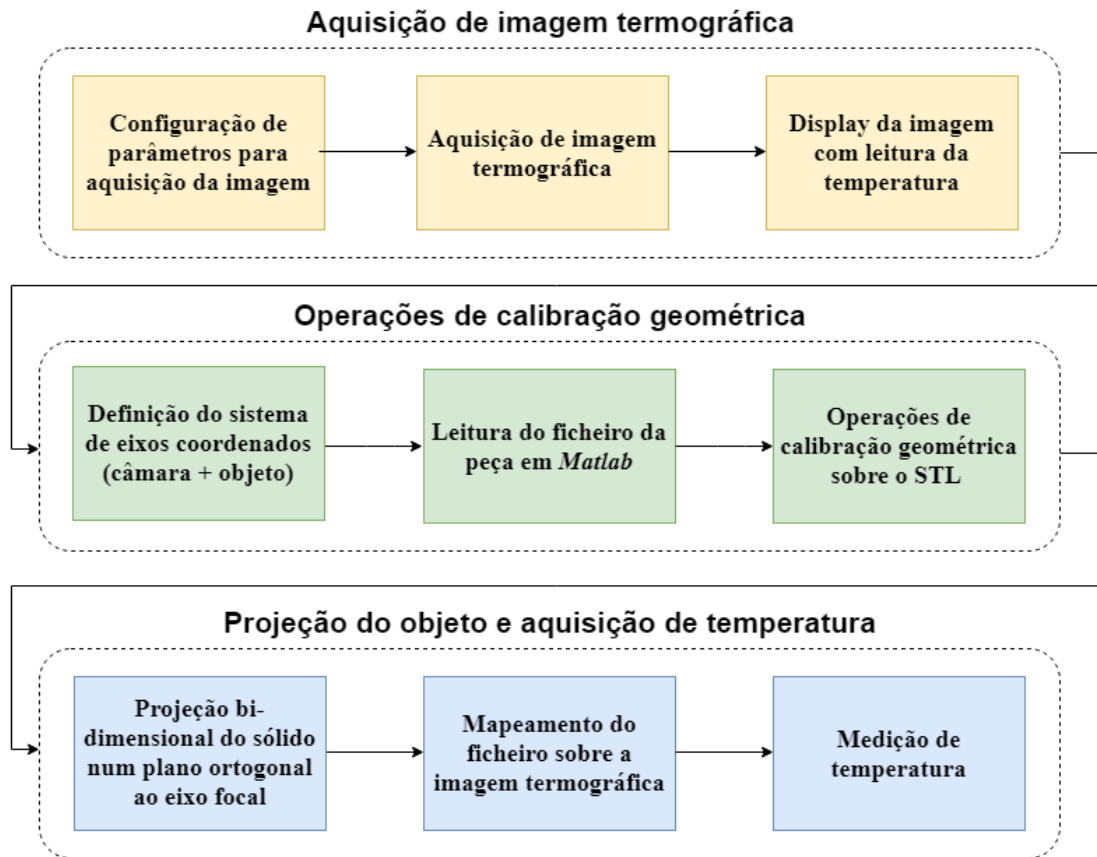 Aquisição de imagem termográfica
Configuração de
parâmetros para
aquisição da imagem
Aquisição de imagem
termográfica
Display da imagem
com leitura da
temperatura
Operações de calibração geométrica
Definição do sistema
de eixos coordenados
(câmara + objeto)
Leitura do ficheiro da
peça em Matlab
Operações de
calibração geométrica
sobre o STL
Projeção do objeto e aquisição de temperatura
Projeção bi-
dimensional do sólido
num plano ortogonal
ao eixo focal
Mapeamento do
ficheiro sobre a
imagem termográfica
Medição de
temperatura